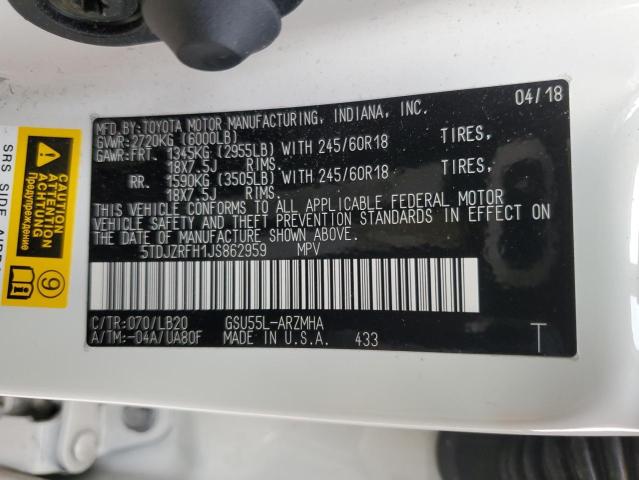 MFD.BY:TOYOTA MOTOR MANUFACTURING, INDIANA, INC. 04/18
GVWR:2720KG (6000LB)
GAWR:FRT. 1345KG (2955LB) WITH 245/60R18 TIRES,
18X7.5J RIMS.
RR. 1590KG (3505LB) WITH 245/60R18 TIRES,
18X7.5J RIMS.
THIS VEHICLE CONFORMS TO ALL APPLICABLE FEDERAL MOTOR
VEHICLE SAFETY AND THEFT PREVENTION STANDARDS IN EFFECT ON
THE DATE OF MANUFACTURE SHOWN ABOVE.
5TDJZRFH1JS862959 MPV
C/TR:070/LB20 GSU55L-ARZMHA
A/TM:-04A/UA80F MADE IN U.S.A. 433 T
SRS SIDE
CAUTION
ATTENTION
ACHTUNG
Предупреждение
9